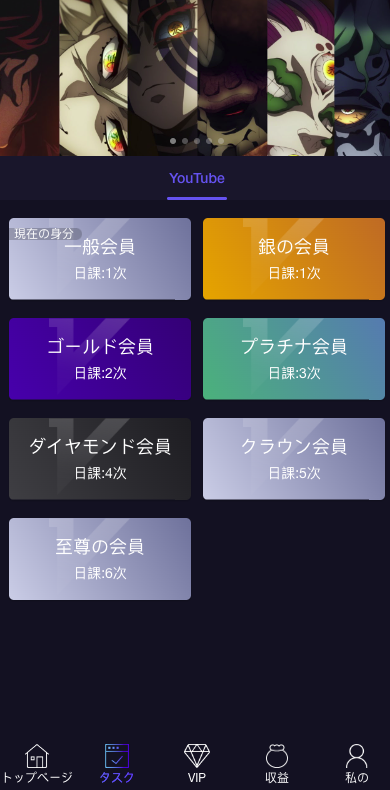 YouTube
現在の身分
一般会員
日課:1次
銀の会員
日課:1次
ゴールド会員
日課:2次
プラチナ会員
日課:3次
ダイヤモンド会員
日課:4次
クラウン会員
日課:5次
至尊の会員
日課:6次
トップページ
タスク
VIP
収益
私の